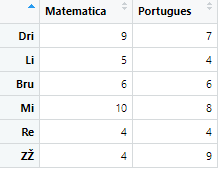 Matematica Portugues
Dri 9 7
Li 5 4
Bru 6 6
Mi 10 8
Re 4 4
ZŽ 4 9